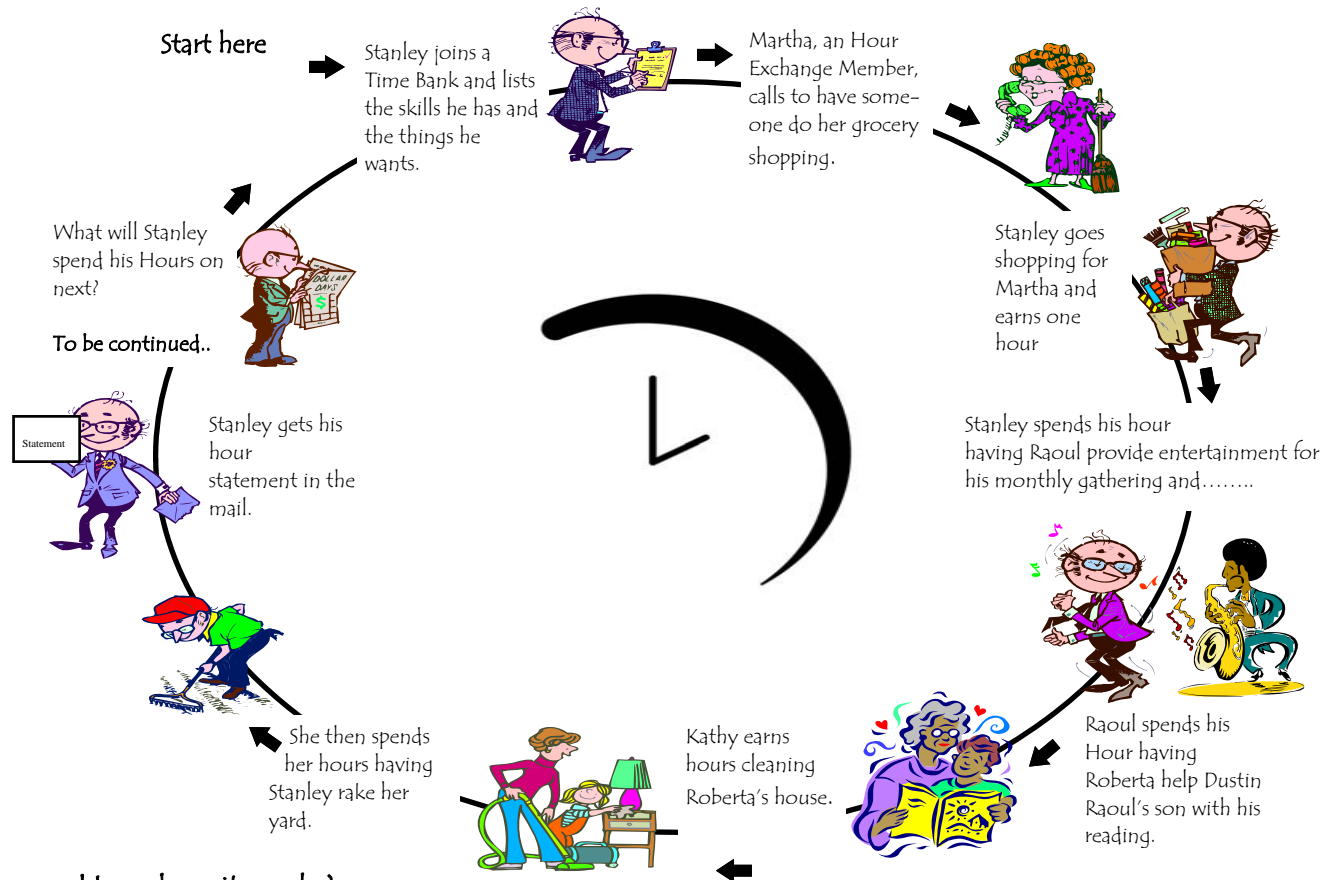 Start here
Stanley joins a
Time Bank and lists
the skills he has and
the things he
wants.
Martha, an Hour
Exchange Member,
calls to have some-
one do her grocery
shopping.
Stanley goes
shopping for
Martha and
earns one
hour
Stanley spends his hour
having Raoul provide entertainment for
his monthly gathering and……..
Raoul spends his
Hour having
Roberta help Dustin
Raoul's son with his
reading.
Kathy earns
hours cleaning
Roberta's house.
She then spends
her hours having
Stanley rake her
yard.
Stanley gets his
hour
statement in the
mail.
Statement
What will Stanley
spend his Hours on
next?
To be continued..
DOLLAR
DAYS
$